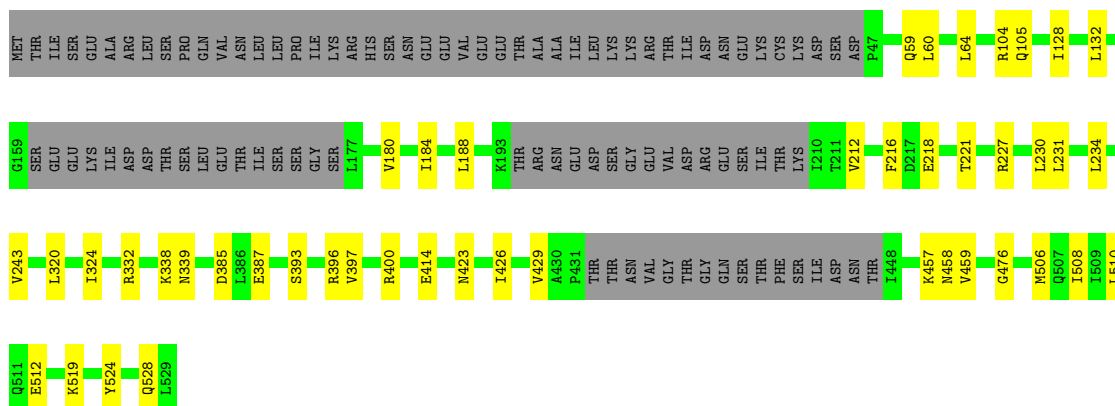 MET THR ILE SER GLU ALA ALA ARG LEU SER PRO GLN VAL ASN LEU LEU PRO ILE LYS ARG HIS SER ASN GLU GLU VAL GLU GLU THR ALA ALA ILE LEU LYS LYS ARG THR ILE ASP ASN GLU LYS CYS LYS LYS ASP SER ASP P47 Q59 L60 L64 R104 Q105 I128 L132
G159 SER GLU GLU LYS ILE ASP ASP THR SER LEU GLU THR ILE SER SER GLY SER L177 V180 I184 L188 K193 THR ARG ASN GLU ASP SER GLY GLU VAL ASP ARG GLU SER ILE THR LYS I210 T211 V212 F216 D217 E218 T221 R227 L230 L231 L234
V243 L320 I324 R332 K338 N339 D385 L386 E387 S393 R396 V397 R400 E414 N423 I426 V429 A430 P431 THR THR ASN VAL GLY THR GLY GLN SER THR PHE SER ILE ASP ASN THR I448 K457 N458 V459 G476 M506 Q507 I508 I509 L510
Q511 E512 K519 Y524 Q528 L529